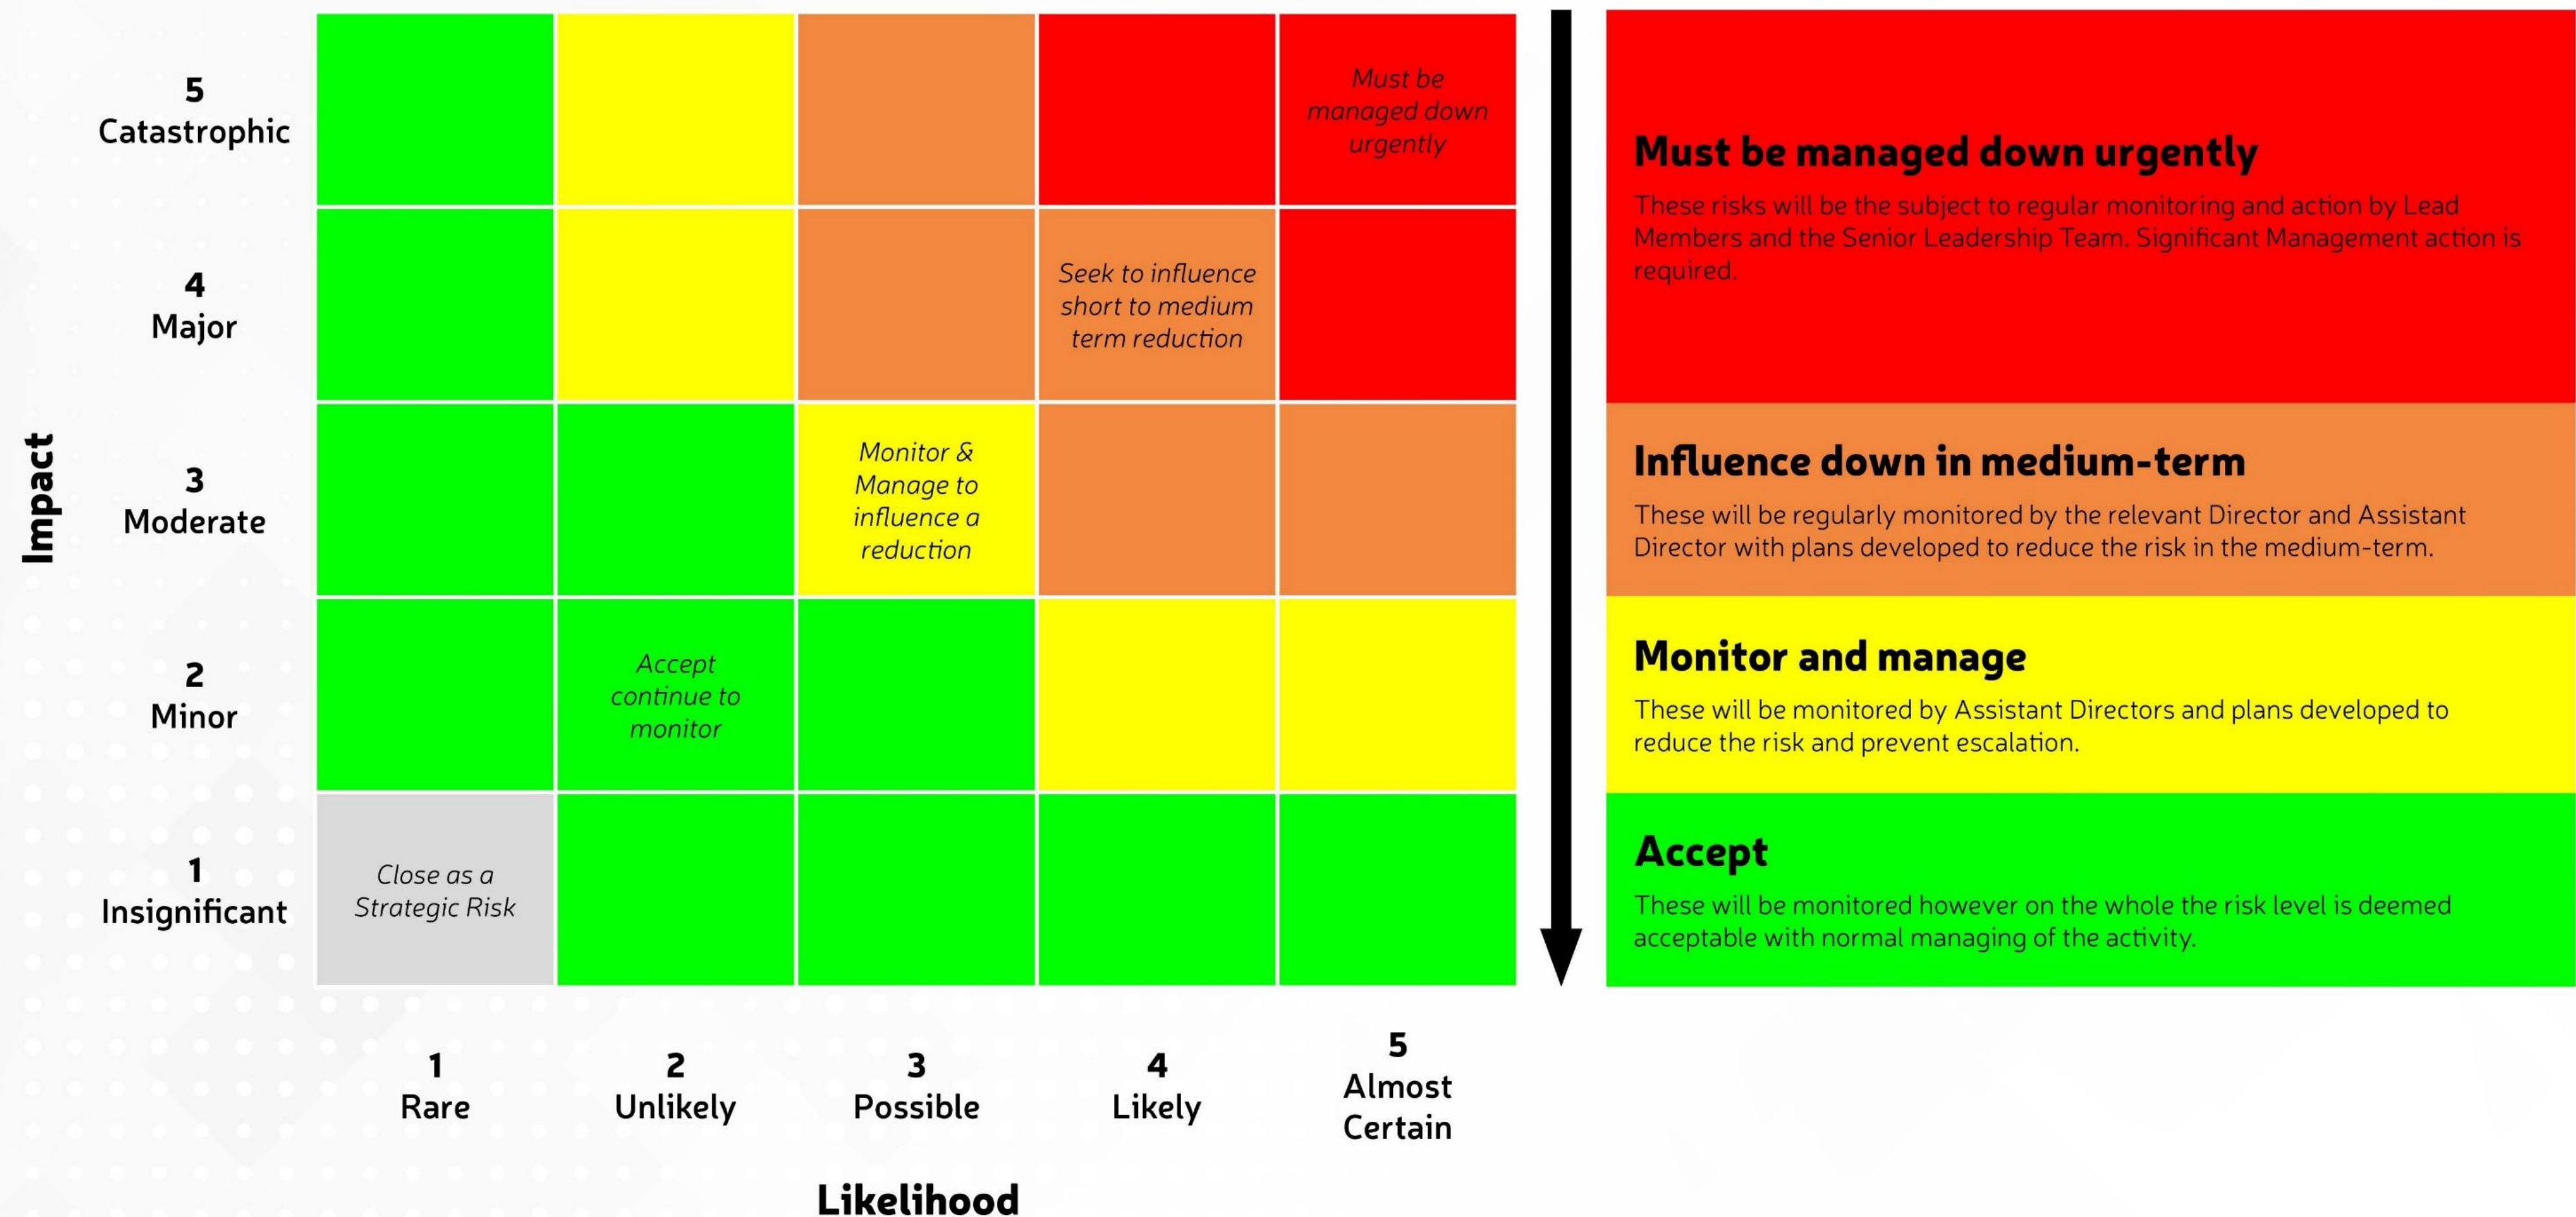 5
Catastrophic
Must be
managed down
urgently
4
Major
Seek to influence
short to medium
term reduction
3
Moderate
Monitor &
Manage to
influence a
reduction
2
Minor
Accept
continue to
monitor
1
Insignificant
Close as a
Strategic Risk
Impact
1
Rare
2
Unlikely
3
Possible
4
Likely
5
Almost
Certain
Likelihood
Must be managed down urgently
These risks will be the subject to regular monitoring and action by Lead
Members and the Senior Leadership Team. Significant Management action is
required.
Influence down in medium-term
These will be regularly monitored by the relevant Director and Assistant
Director with plans developed to reduce the risk in the medium-term.
Monitor and manage
These will be monitored by Assistant Directors and plans developed to
reduce the risk and prevent escalation.
Accept
These will be monitored however on the whole the risk level is deemed
acceptable with normal managing of the activity.